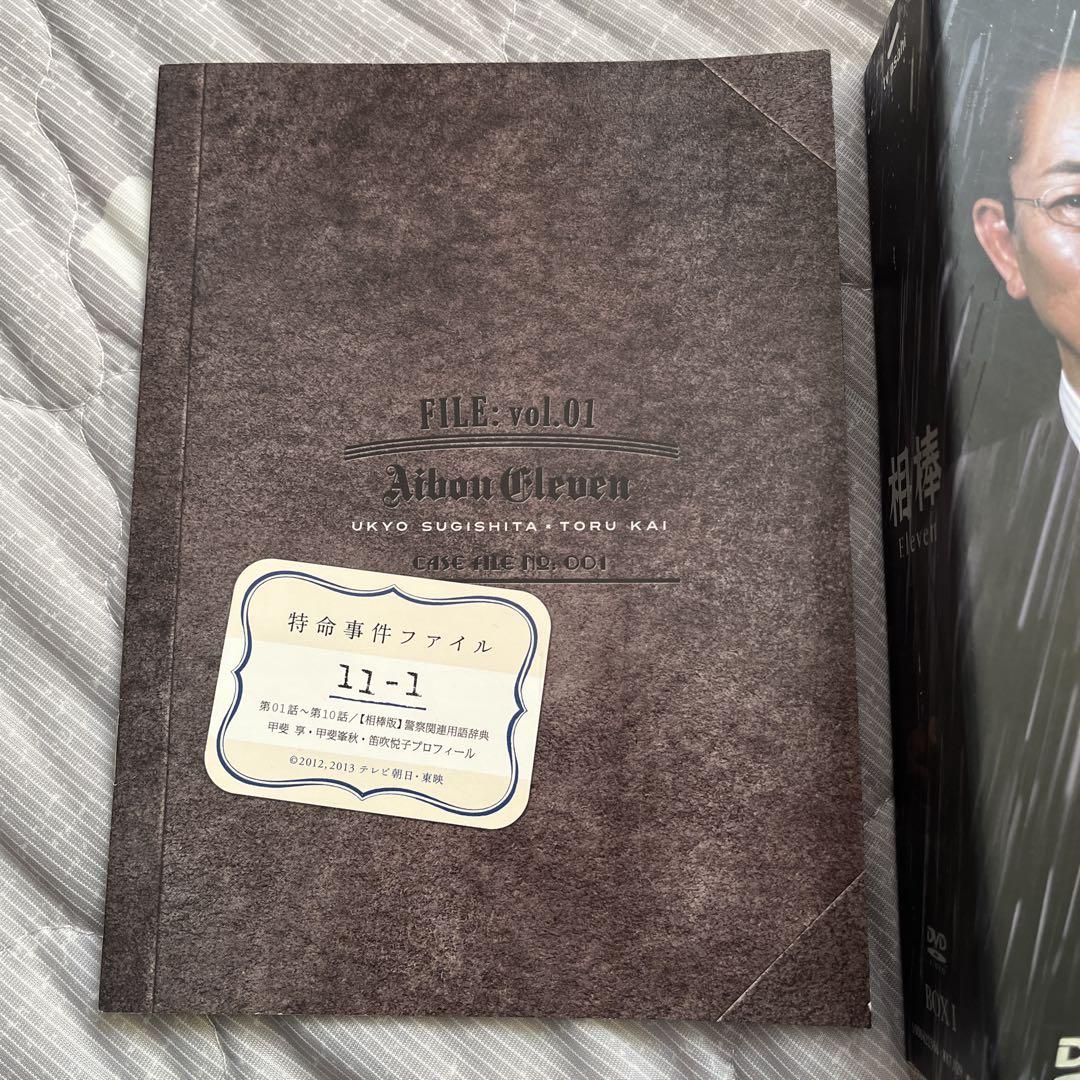 FILE: vol.01
Aibou Eleven
UKYO SUGISHITA × TORU KAI
CASE FILE NO: 001
特命事件ファイル
11-1
第01話～第10話/【相棒版】警察関連用語辞典
甲斐 享・甲斐峯秋・笛吹悦子プロフィール
©2012, 2013 テレビ朝日・東映
tv asahi
相棒
Eleven
DVD
BOX I